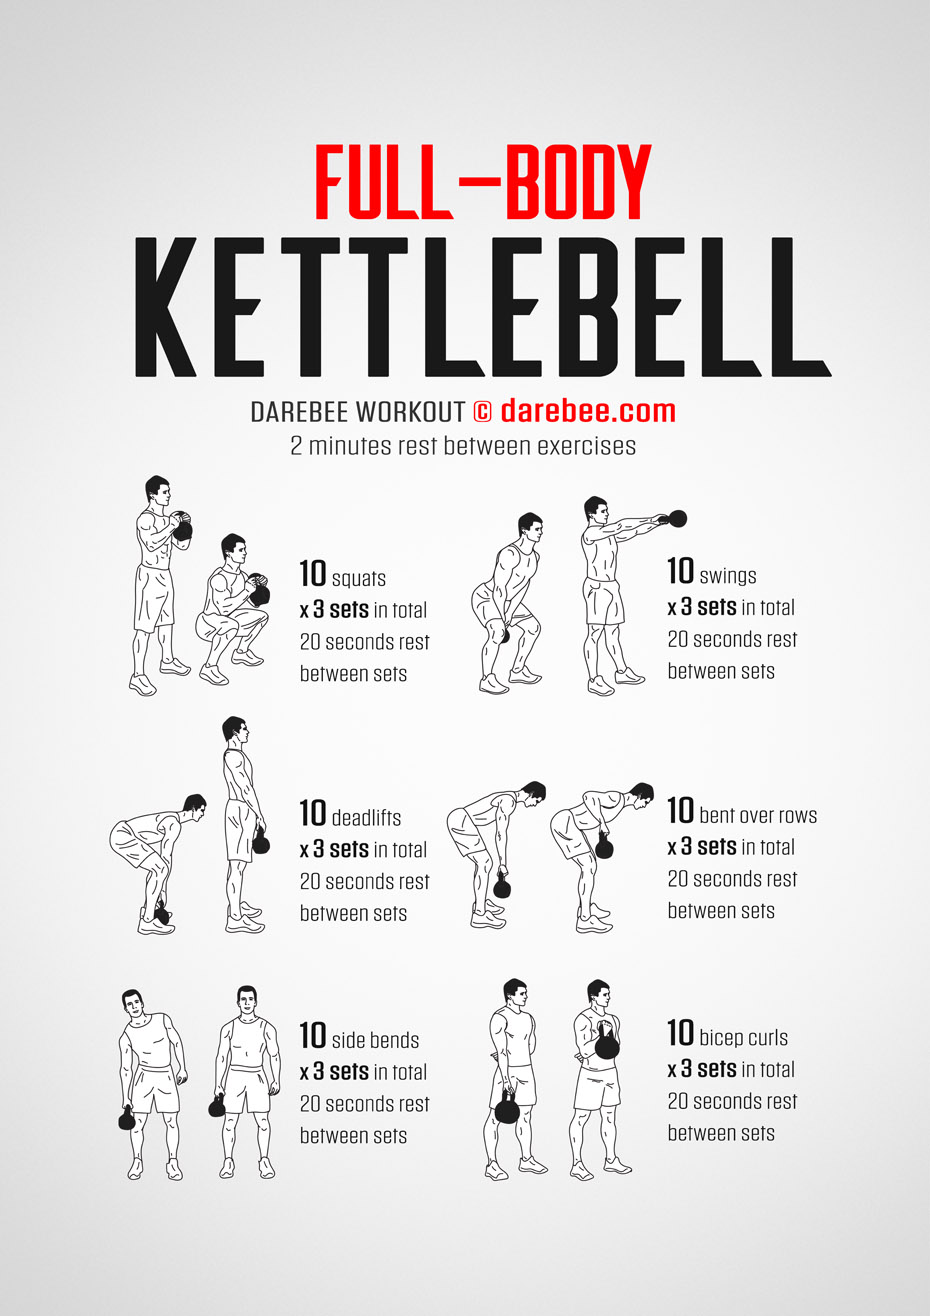 FULL–BODY
KETTLEBELL
DAREBEE WORKOUT © darebee.com
2 minutes rest between exercises
10 squats
x 3 sets in total
20 seconds rest
between sets
10 swings
x 3 sets in total
20 seconds rest
between sets
10 deadlifts
x 3 sets in total
20 seconds rest
between sets
10 bent over rows
x 3 sets in total
20 seconds rest
between sets
10 side bends
x 3 sets in total
20 seconds rest
between sets
10 bicep curls
x 3 sets in total
20 seconds rest
between sets